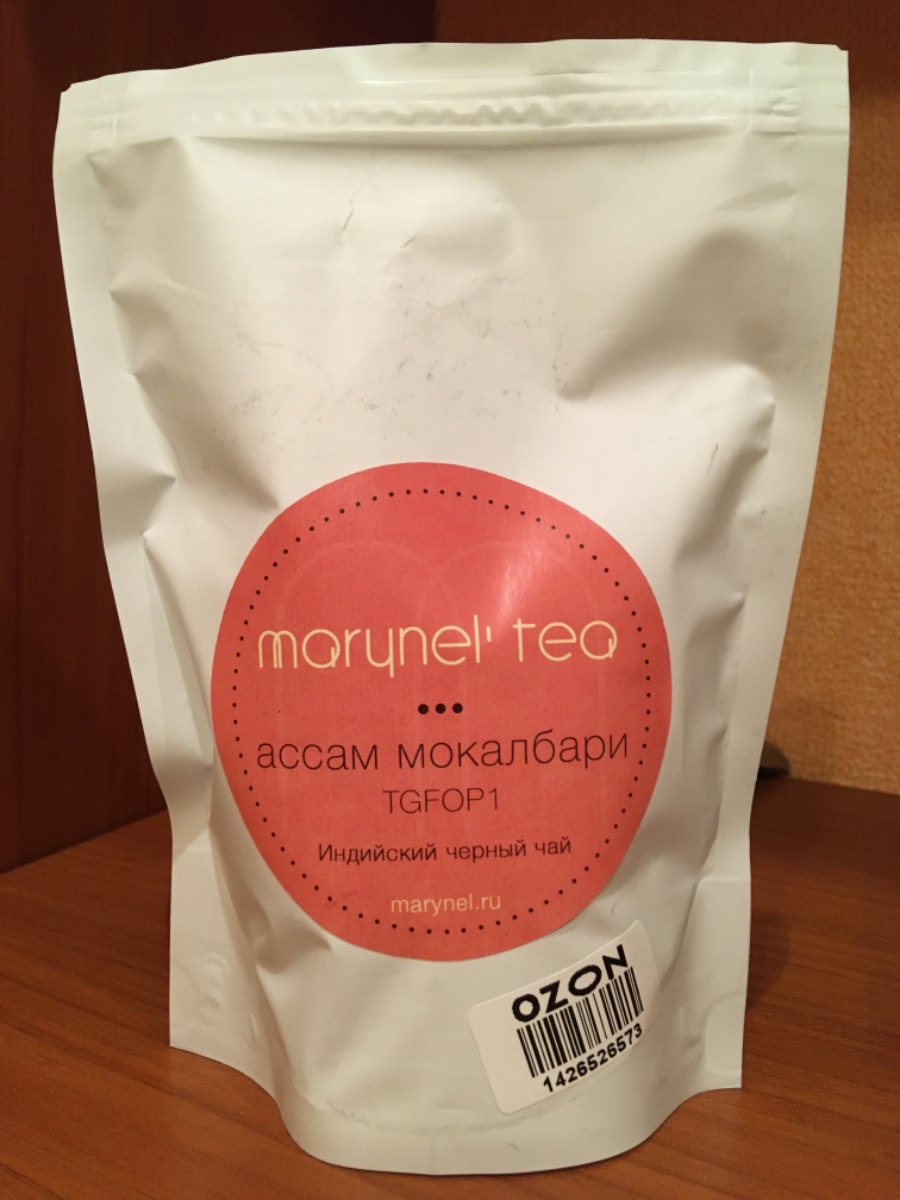 marynel' tea
ассам мокалбари
TGFOP1
Индийский черный чай
marynel.ru
OZON
1426526573